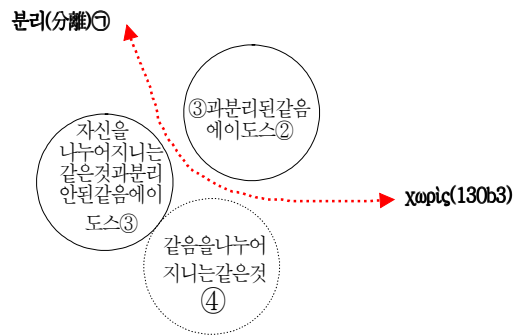 분리(分離)㉠
③과분리된같음
에이도스②
자신을
나누어지니는
같은것과분리
안된같음에이
도스③
χωρὶς(130b3)
같음을나누어
지니는같은것
④